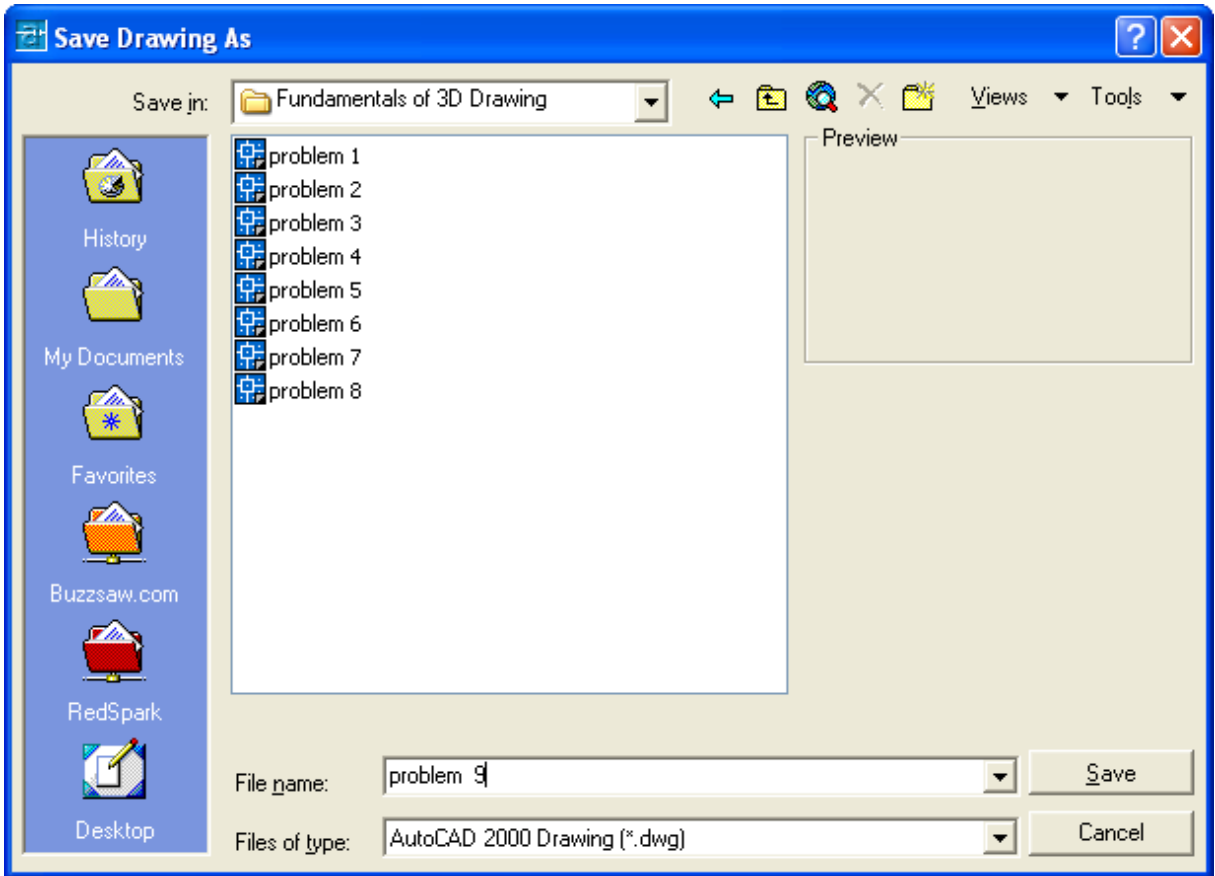 Save Drawing As
Save in:
Fundamentals of 3D Drawing
Views
Tools
History
My Documents
Favorites
Buzzsaw.com
RedSpark
Desktop
problem 1
problem 2
problem 3
problem 4
problem 5
problem 6
problem 7
problem 8
Preview
File name:
problem  9
Save
Files of type:
AutoCAD 2000 Drawing (*.dwg)
Cancel